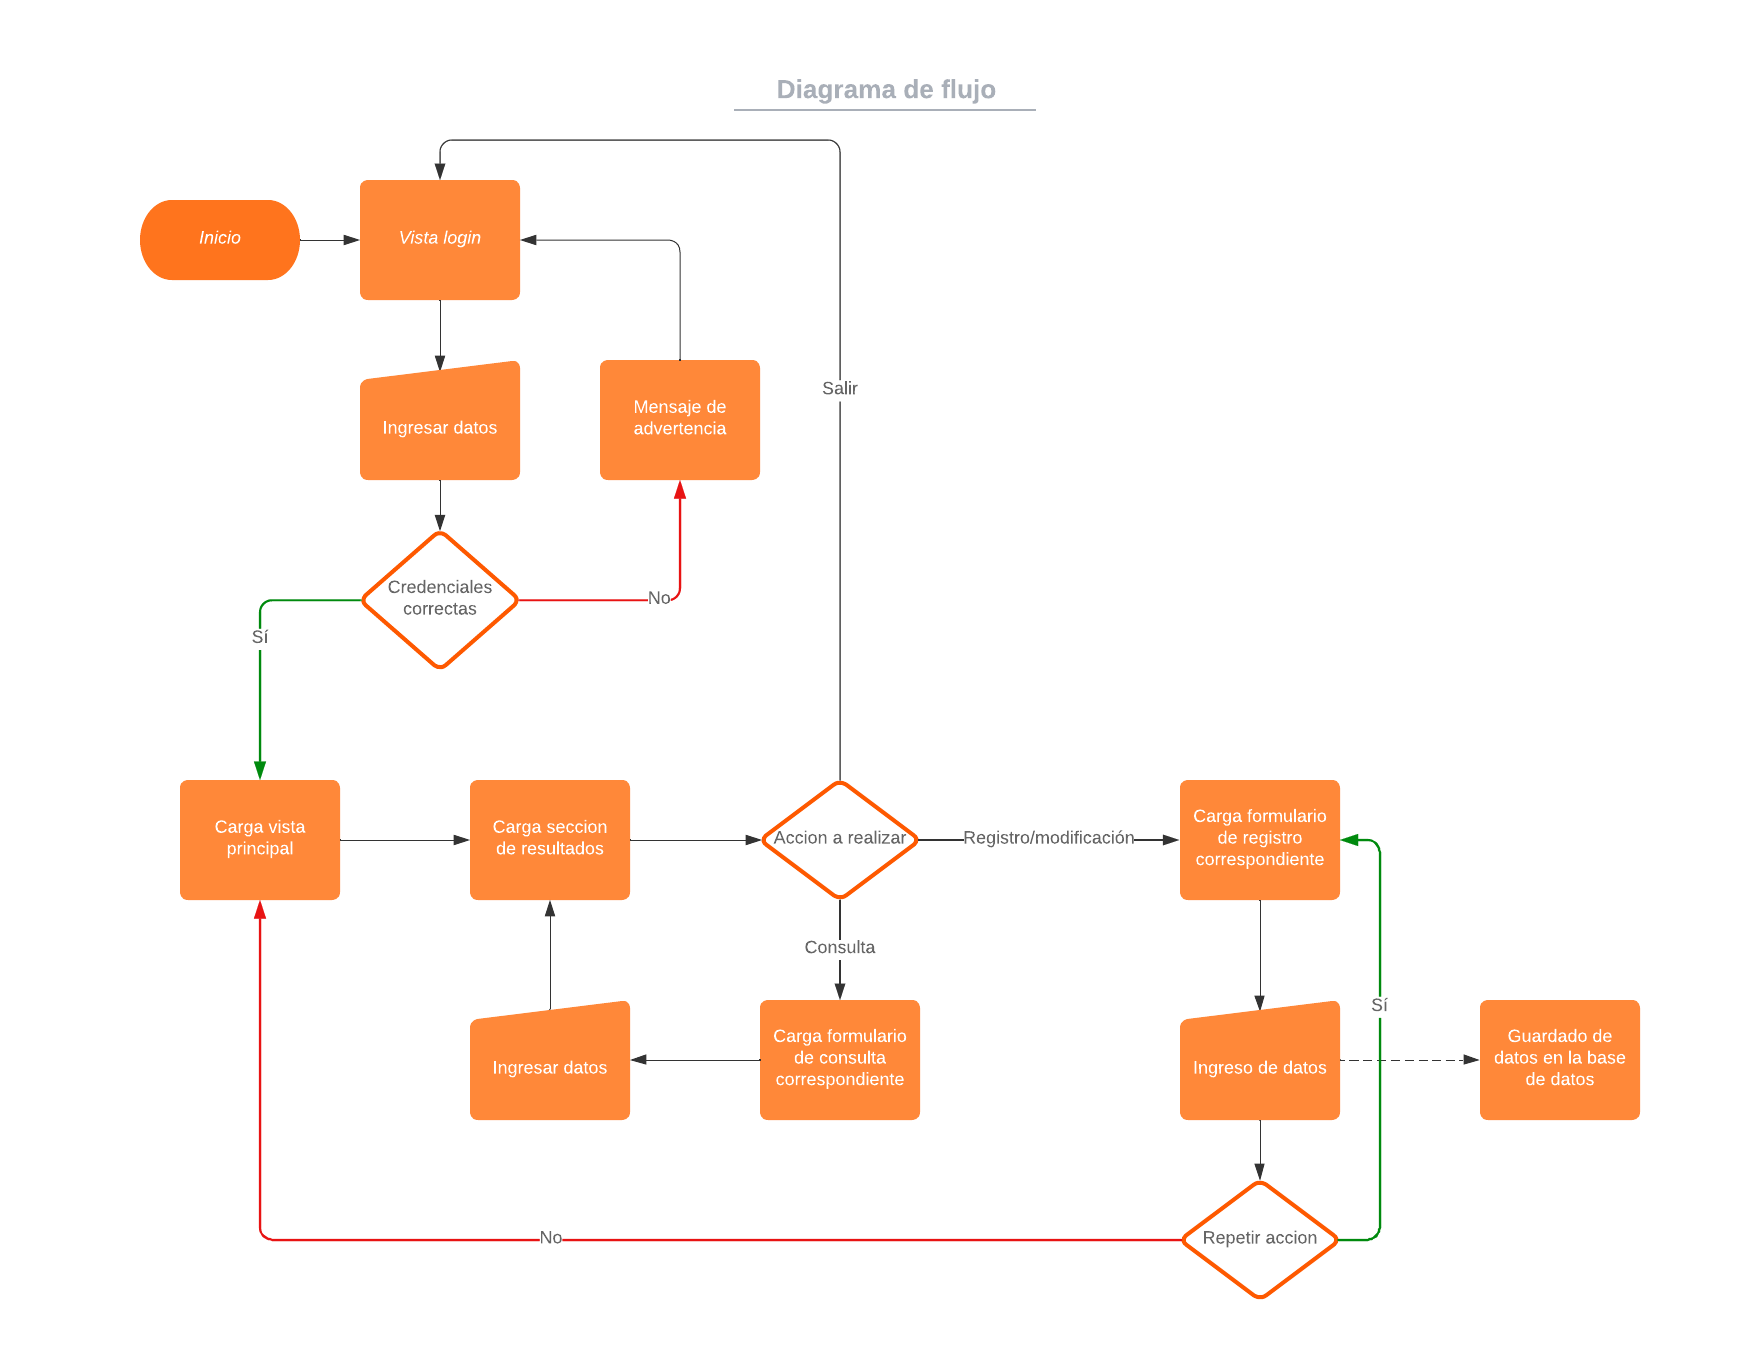 Diagrama de flujo
Inicio
Vista login
Salir
Ingresar datos
Mensaje de
advertencia
Credenciales
correctas
No
Sí
Carga vista
principal
Carga seccion
de resultados
Accion a realizar
Registro/modificación
Carga formulario
de registro
correspondiente
Consulta
Sí
Ingresar datos
Carga formulario
de consulta
correspondiente
Ingreso de datos
Guardado de
datos en la base
de datos
No
Repetir accion